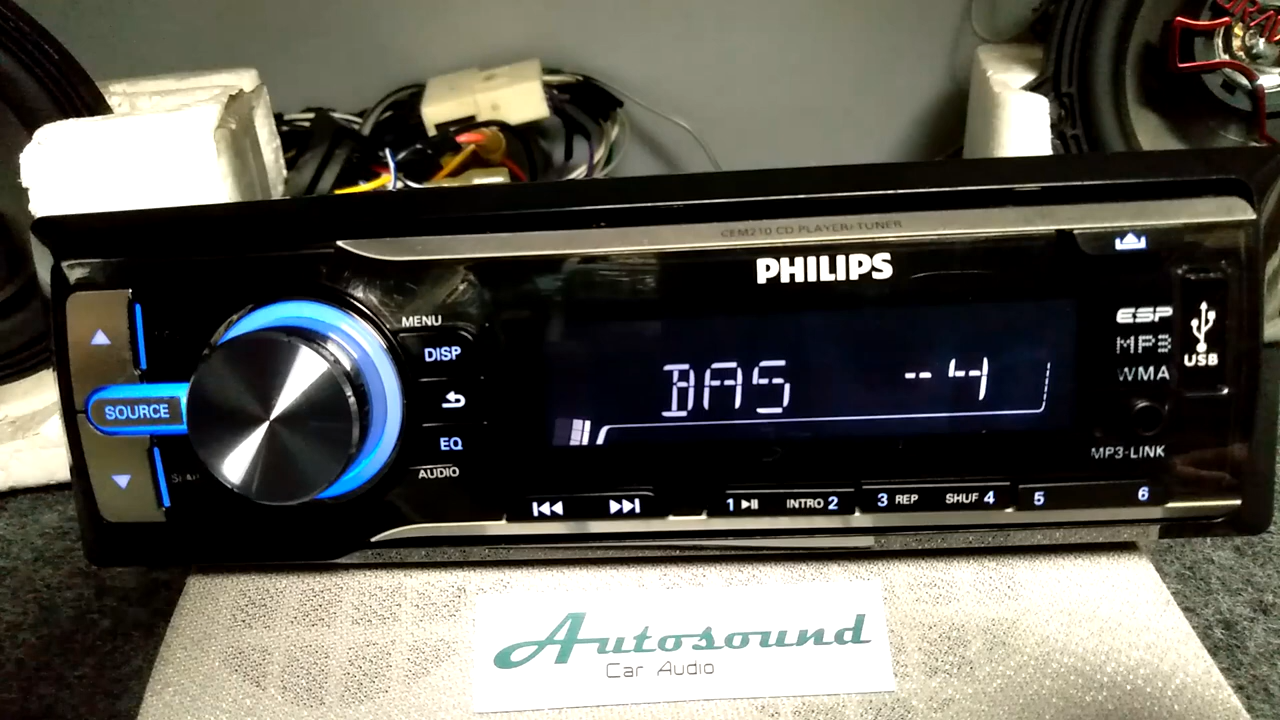 CEM210 CD PLAYER/TUNER
PHILIPS
MENU
DISP
SOURCE
EQ
AUDIO
BAS --4
ESP
MP3
WMA
USB
MP3-LINK
1 INTRO 2 3 REP SHUF 4 5 6
Autosound
Car Audio